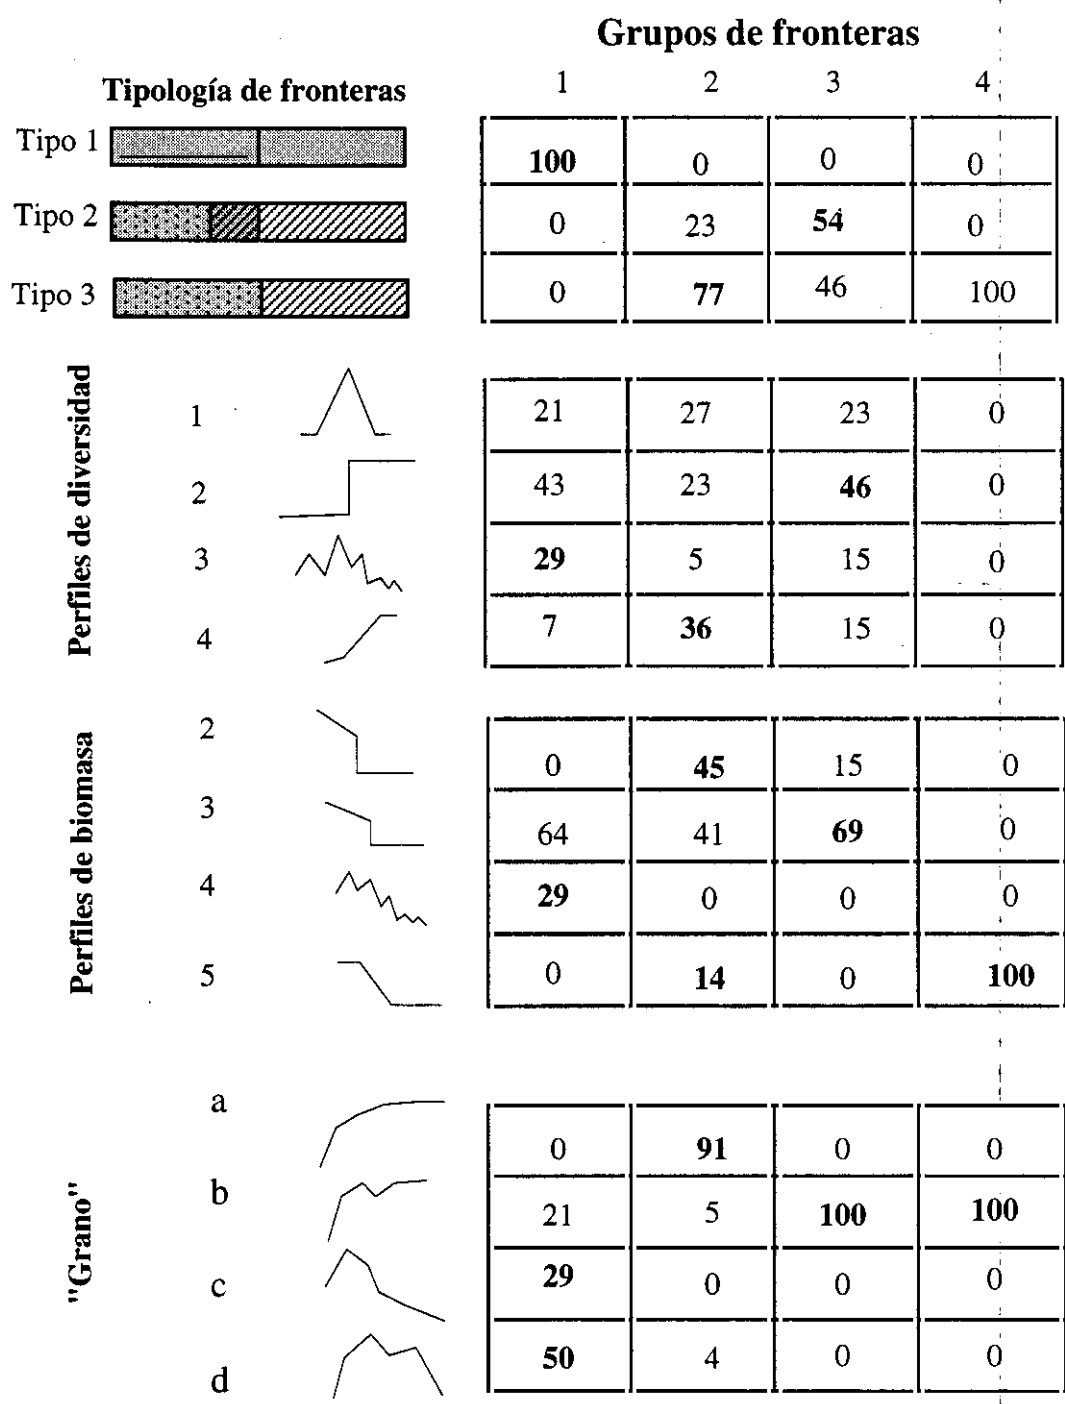 Grupos de fronteras
Tipología de fronteras 1 2 3 4
Tipo 1 100 0 0 0
Tipo 2 0 23 54 0
Tipo 3 0 77 46 100
Perfiles de diversidad
1 21 27 23 0
2 43 23 46 0
3 29 5 15 0
4 7 36 15 0
Perfiles de biomasa
2 0 45 15 0
3 64 41 69 0
4 29 0 0 0
5 0 14 0 100
"Grano"
a 0 91 0 0
b 21 5 100 100
c 29 0 0 0
d 50 4 0 0